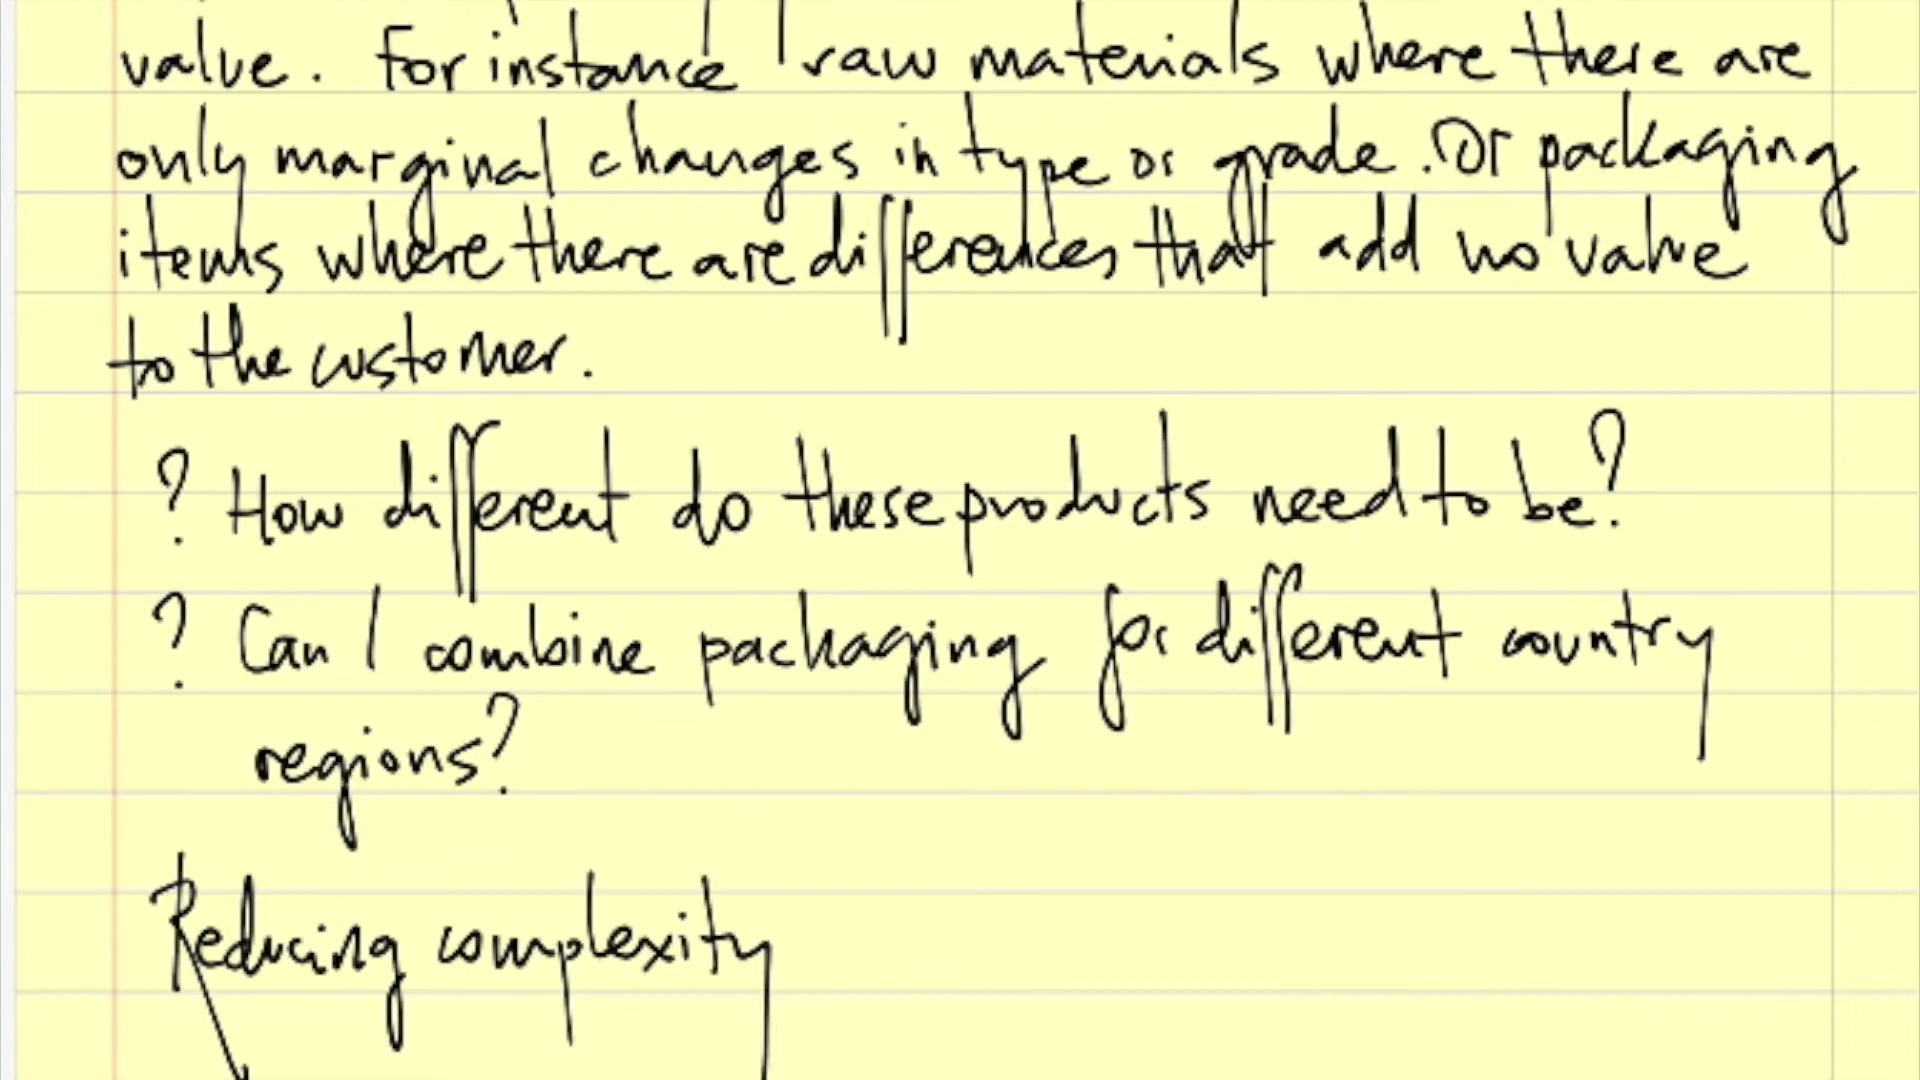 value. For instance raw materials where there are
only marginal changes in type or grade. Or packaging
items where there are differences that add no value
to the customer.
? How different do these products need to be?
? Can I combine packaging for different country
regions?
Reducing complexity